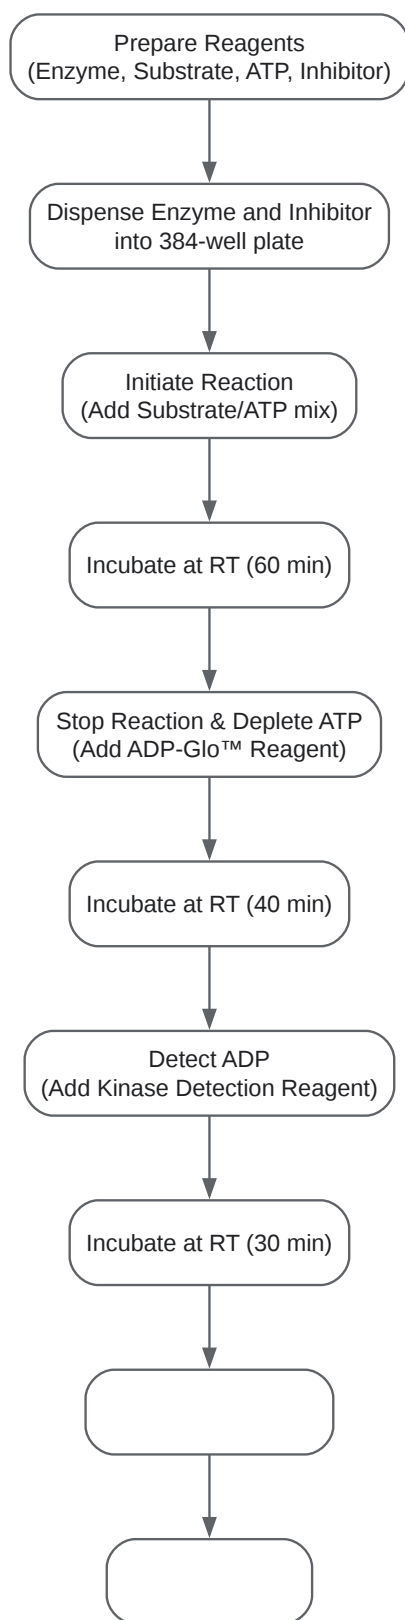 Prepare Reagents
(Enzyme, Substrate, ATP, Inhibitor)
Dispense Enzyme and Inhibitor
into 384-well plate
Initiate Reaction
(Add Substrate/ATP mix)
Incubate at RT (60 min)
Stop Reaction & Deplete ATP
(Add ADP-Glo™ Reagent)
Incubate at RT (40 min)
Detect ADP
(Add Kinase Detection Reagent)
Incubate at RT (30 min)